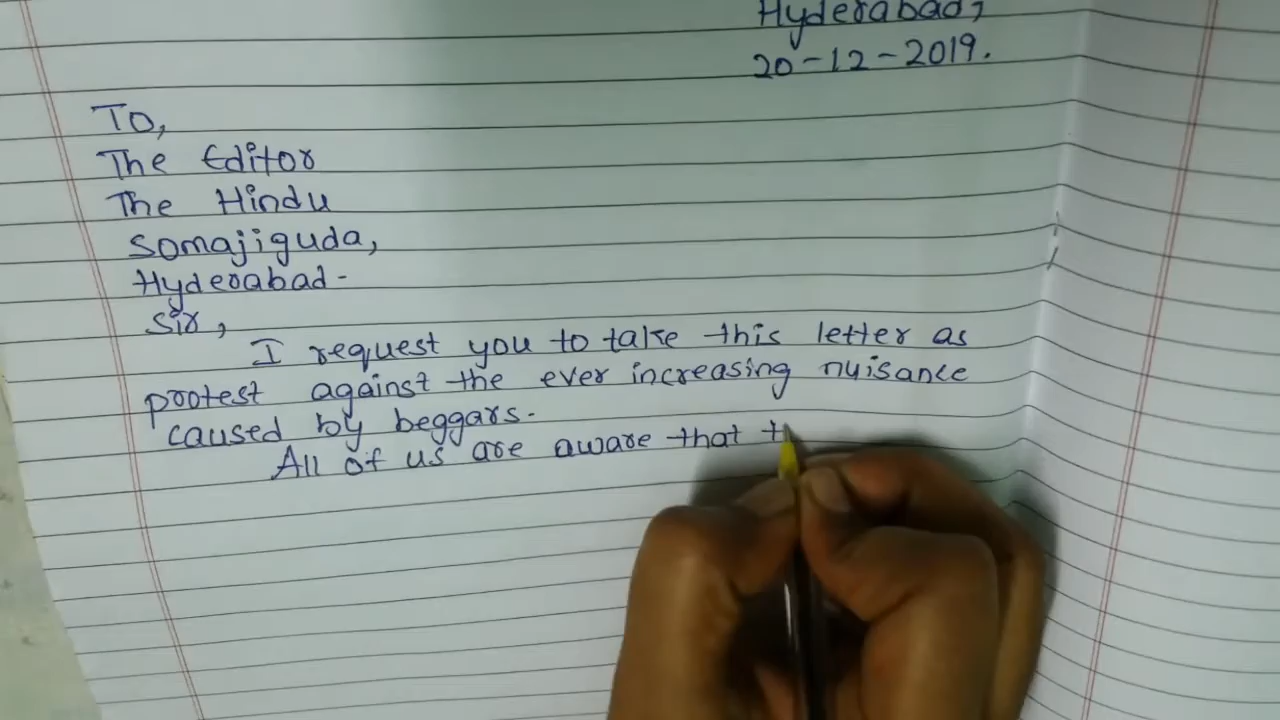 Hyderabad,
20-12-2019.
To,
The Editor
The Hindu
Somajiguda,
Hyderabad-
Sir,
I request you to take this letter as
protest against the ever increasing nuisance
caused by beggars.
All of us are aware that t